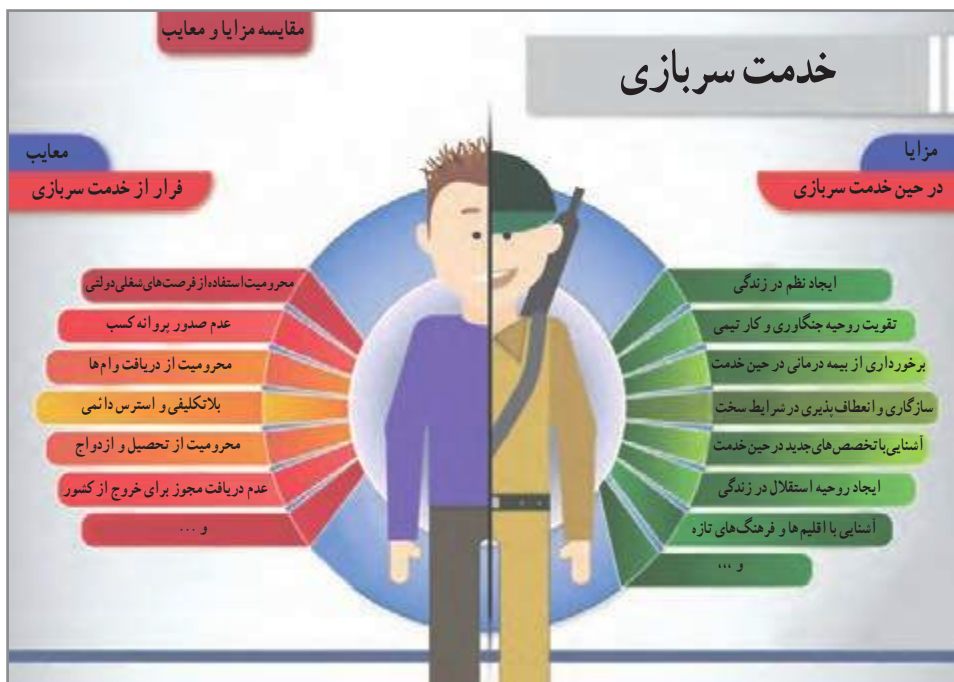 مقایسه مزایا و معایب
خدمت سربازی
مزایا
در حین خدمت سربازی
ایجاد نظم در زندگی
تقویت روحیه جنگاوری و کار تیمی
برخورداری از بیمه درمانی در حین خدمت
سازگاری و انعطاف پذیری در شرایط سخت
آشنایی با تخصص‌های جدید در حین خدمت
ایجاد روحیه استقلال در زندگی
آشنایی با اقلیم‌ها و فرهنگ‌های تازه
و ...
معایب
فرار از خدمت سربازی
محرومیت استفاده از فرصت‌های شغلی دولتی
عدم صدور پروانه کسب
محرومیت از دریافت وام‌ها
بلاتکلیفی و استرس دائمی
محرومیت از تحصیل و ازدواج
عدم دریافت مجوز برای خروج از کشور
و ...